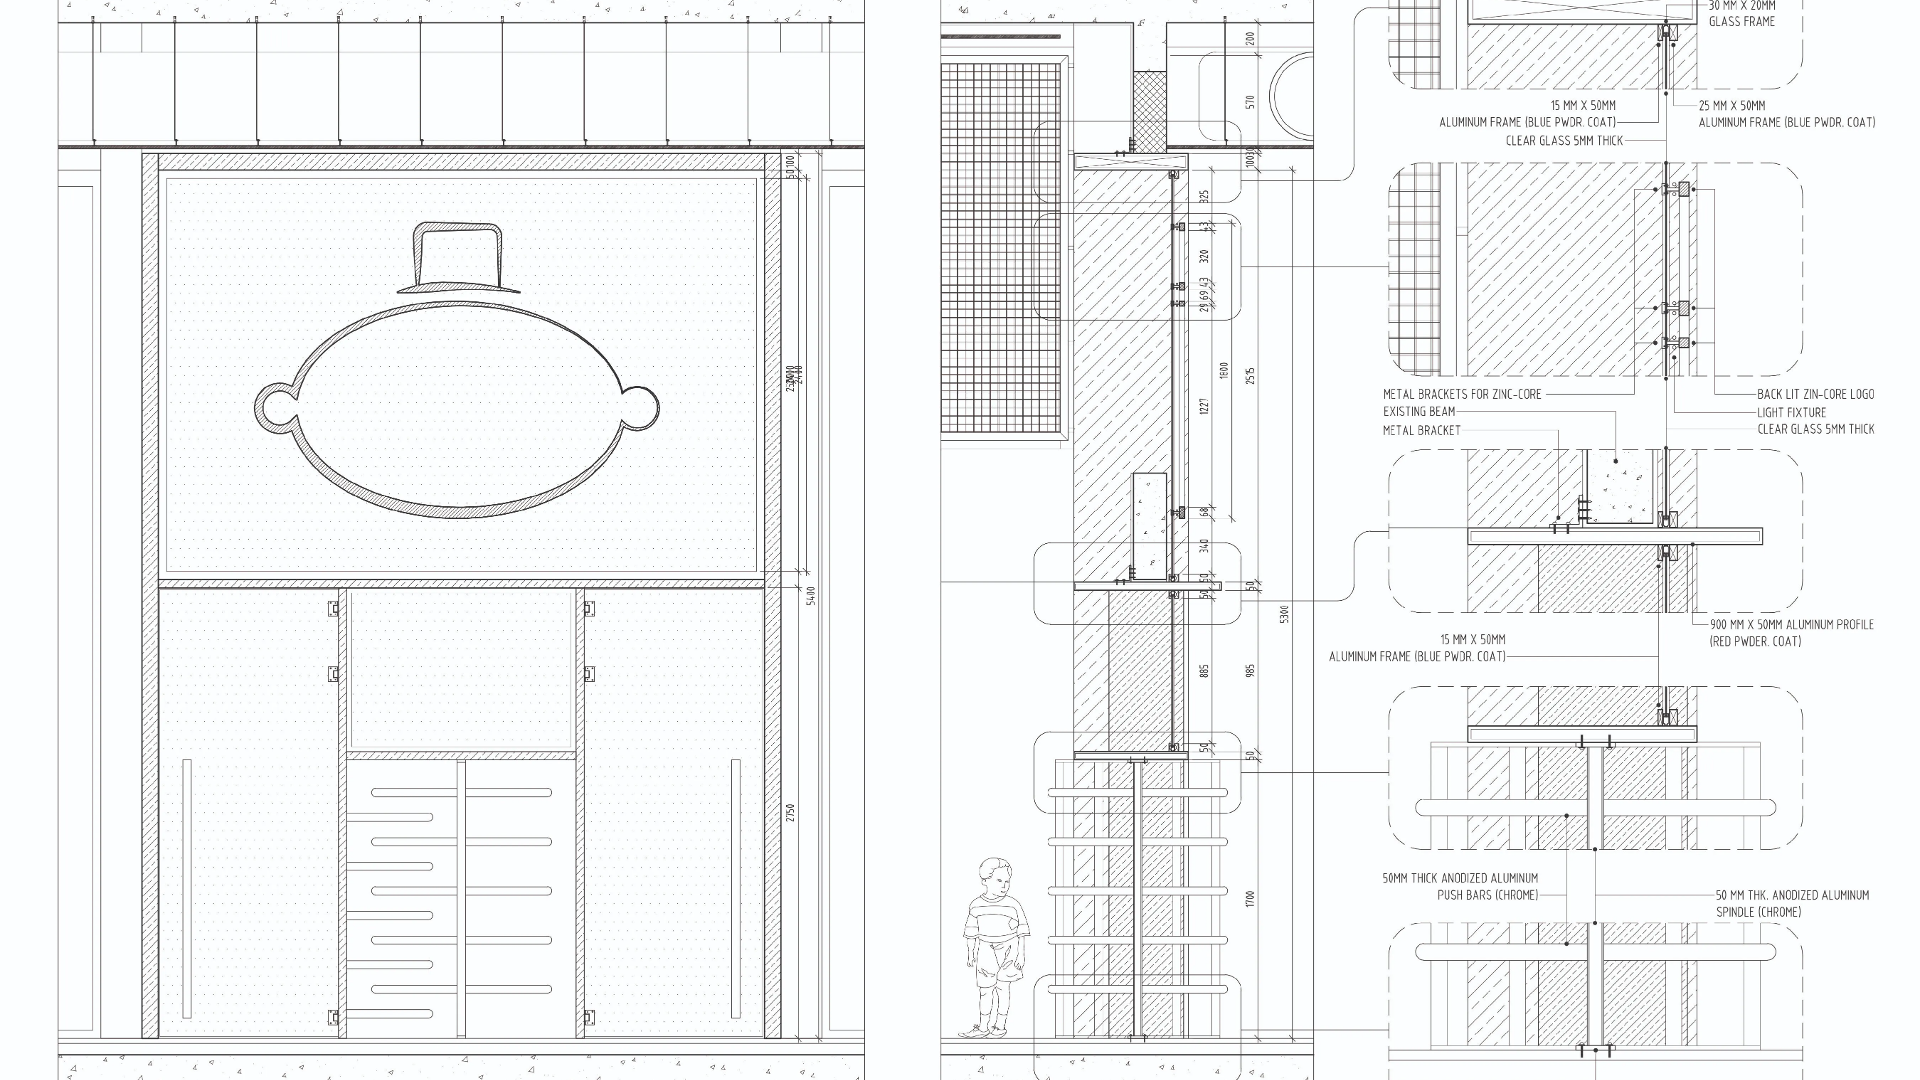 30 MM X 20MM
GLASS FRAME
15 MM X 50MM
ALUMINUM FRAME (BLUE PWDR. COAT)
CLEAR GLASS 5MM THICK
25 MM X 50MM
ALUMINUM FRAME (BLUE PWDR. COAT)
METAL BRACKETS FOR ZINC-CORE
EXISTING BEAM
METAL BRACKET
BACK LIT ZIN-CORE LOGO
LIGHT FIXTURE
CLEAR GLASS 5MM THICK
900 MM X 50MM ALUMINUM PROFILE
(RED PWDER. COAT)
15 MM X 50MM
ALUMINUM FRAME (BLUE PWDR. COAT)
50MM THICK ANODIZED ALUMINUM
PUSH BARS (CHROME)
50 MM THK. ANODIZED ALUMINUM
SPINDLE (CHROME)
100
50
5400
2750
200
570
100
325
43
320
43
69
29
1800
2515
1227
68
340
50
50
50
5300
885
985
50
50
1700